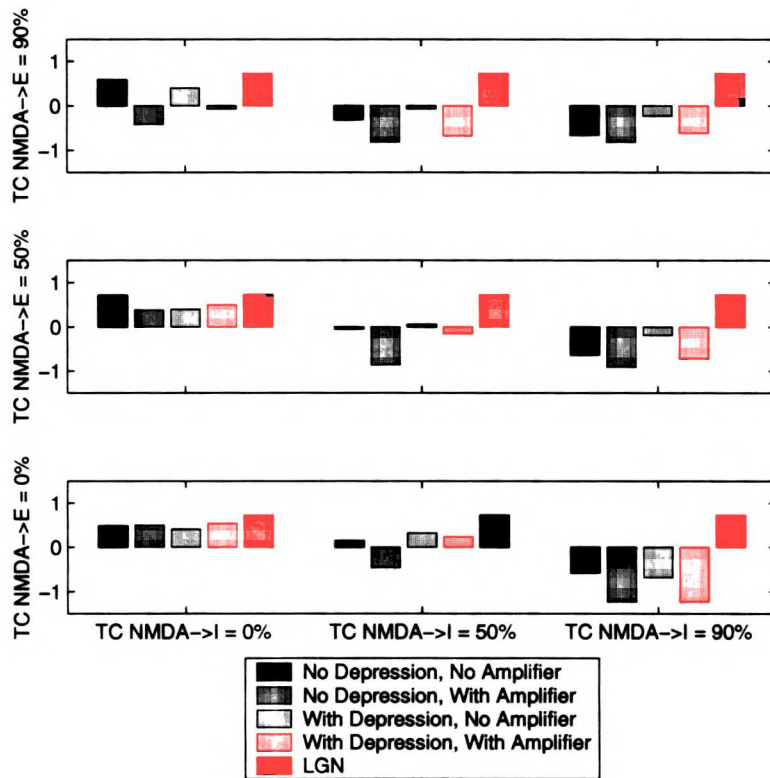 TC NMDA->E = 90%
1
0
−1
TC NMDA->E = 50%
1
0
−1
TC NMDA->E = 0%
1
0
−1
TC NMDA->I = 0%
TC NMDA->I = 50%
TC NMDA->I = 90%
No Depression, No Amplifier
No Depression, With Amplifier
With Depression, No Amplifier
With Depression, With Amplifier
LGN